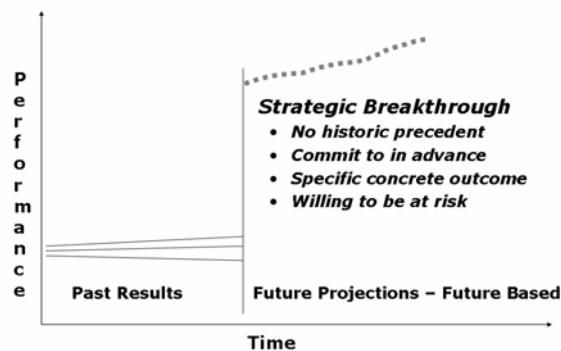 Performance
Strategic Breakthrough
• No historic precedent
• Commit to in advance
• Specific concrete outcome
• Willing to be at risk
Past Results
Future Projections – Future Based
Time